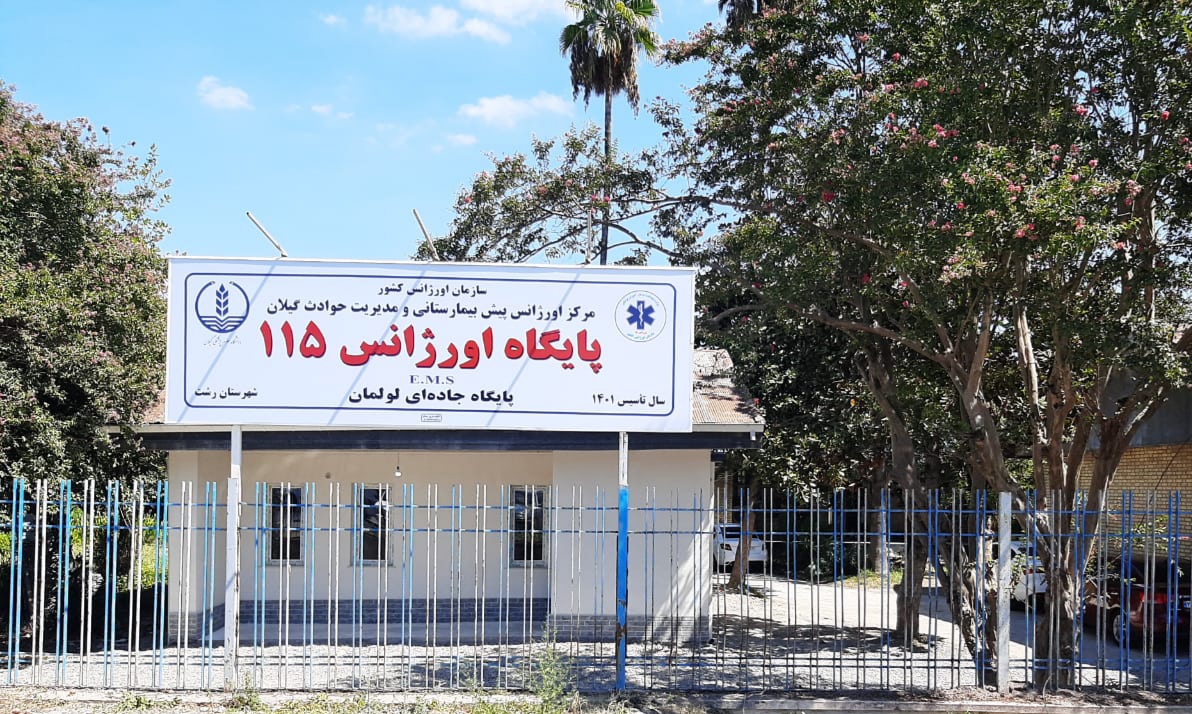 سازمان اورژانس کشور
مرکز اورژانس پیش بیمارستانی و مدیریت حوادث گیلان
پایگاه اورژانس ۱۱۵
E.M.S
پایگاه جاده‌ای لولمان
سال تأسیس ۱۴۰۱
شهرستان رشت